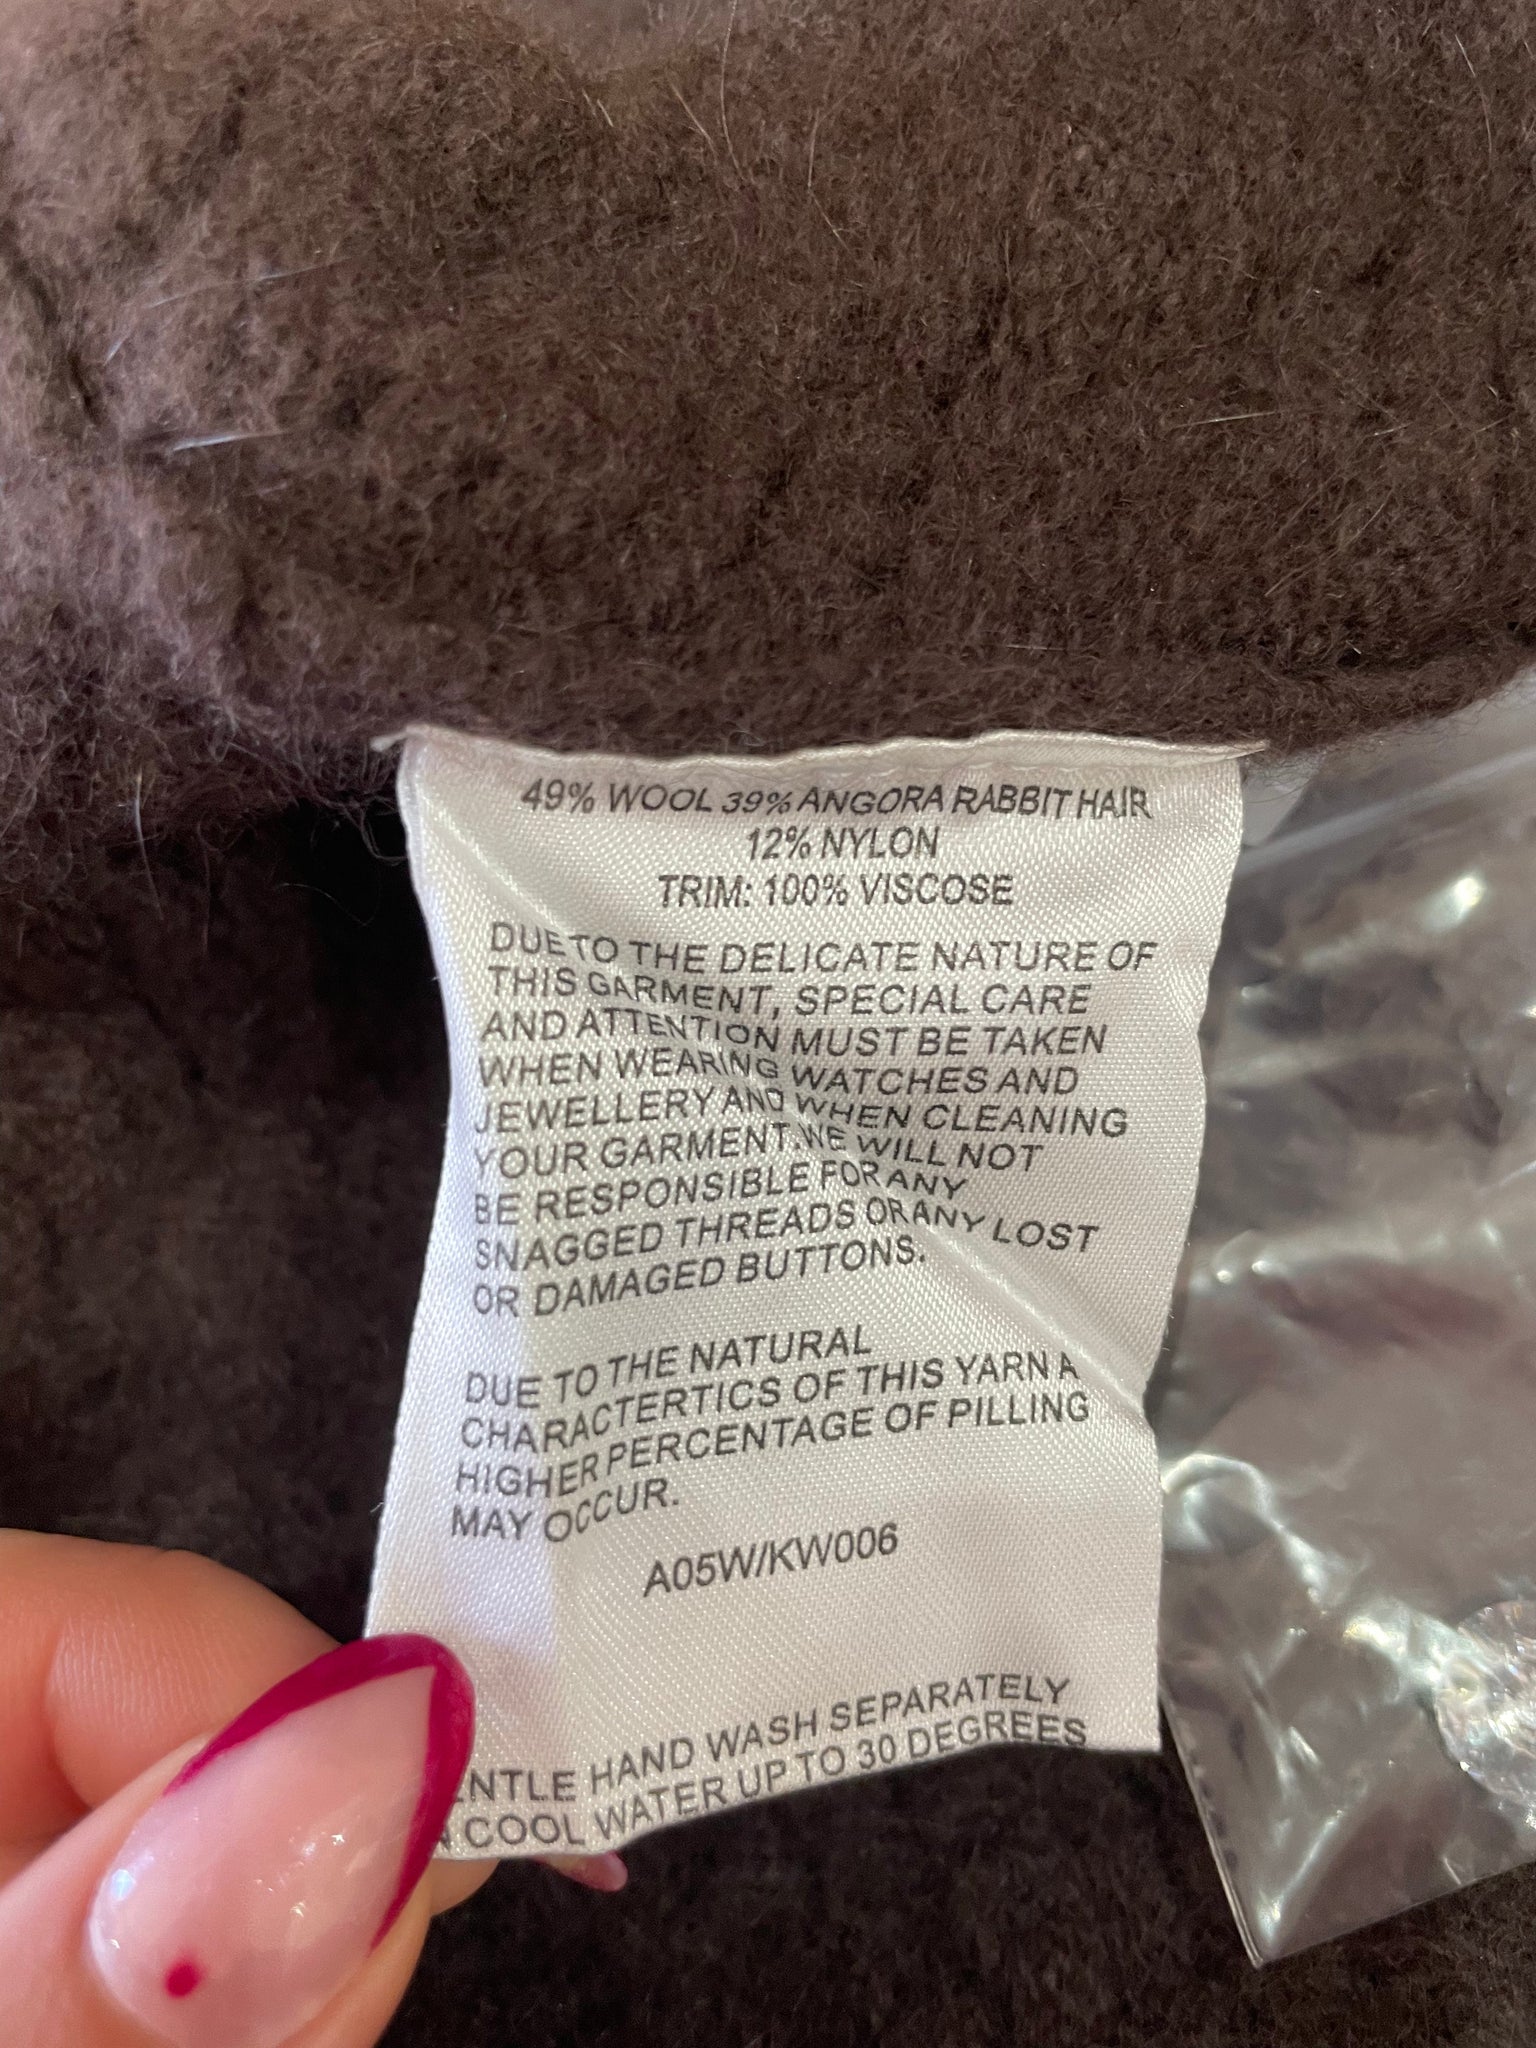 49% WOOL 39% ANGORA RABBIT HAIR
12% NYLON
TRIM: 100% VISCOSE
DUE TO THE DELICATE NATURE OF
THIS GARMENT, SPECIAL CARE
AND ATTENTION MUST BE TAKEN
WHEN WEARING WATCHES AND
JEWELLERY AND WHEN CLEANING
YOUR GARMENT.WE WILL NOT
BE RESPONSIBLE FOR ANY
SNAGGED THREADS OR ANY LOST
OR DAMAGED BUTTONS.
DUE TO THE NATURAL
CHARACTERTICS OF THIS YARN A
HIGHER PERCENTAGE OF PILLING
MAY OCCUR.
A05W/KW006
NTLE HAND WASH SEPARATELY
COOL WATER UP TO 30 DEGREES